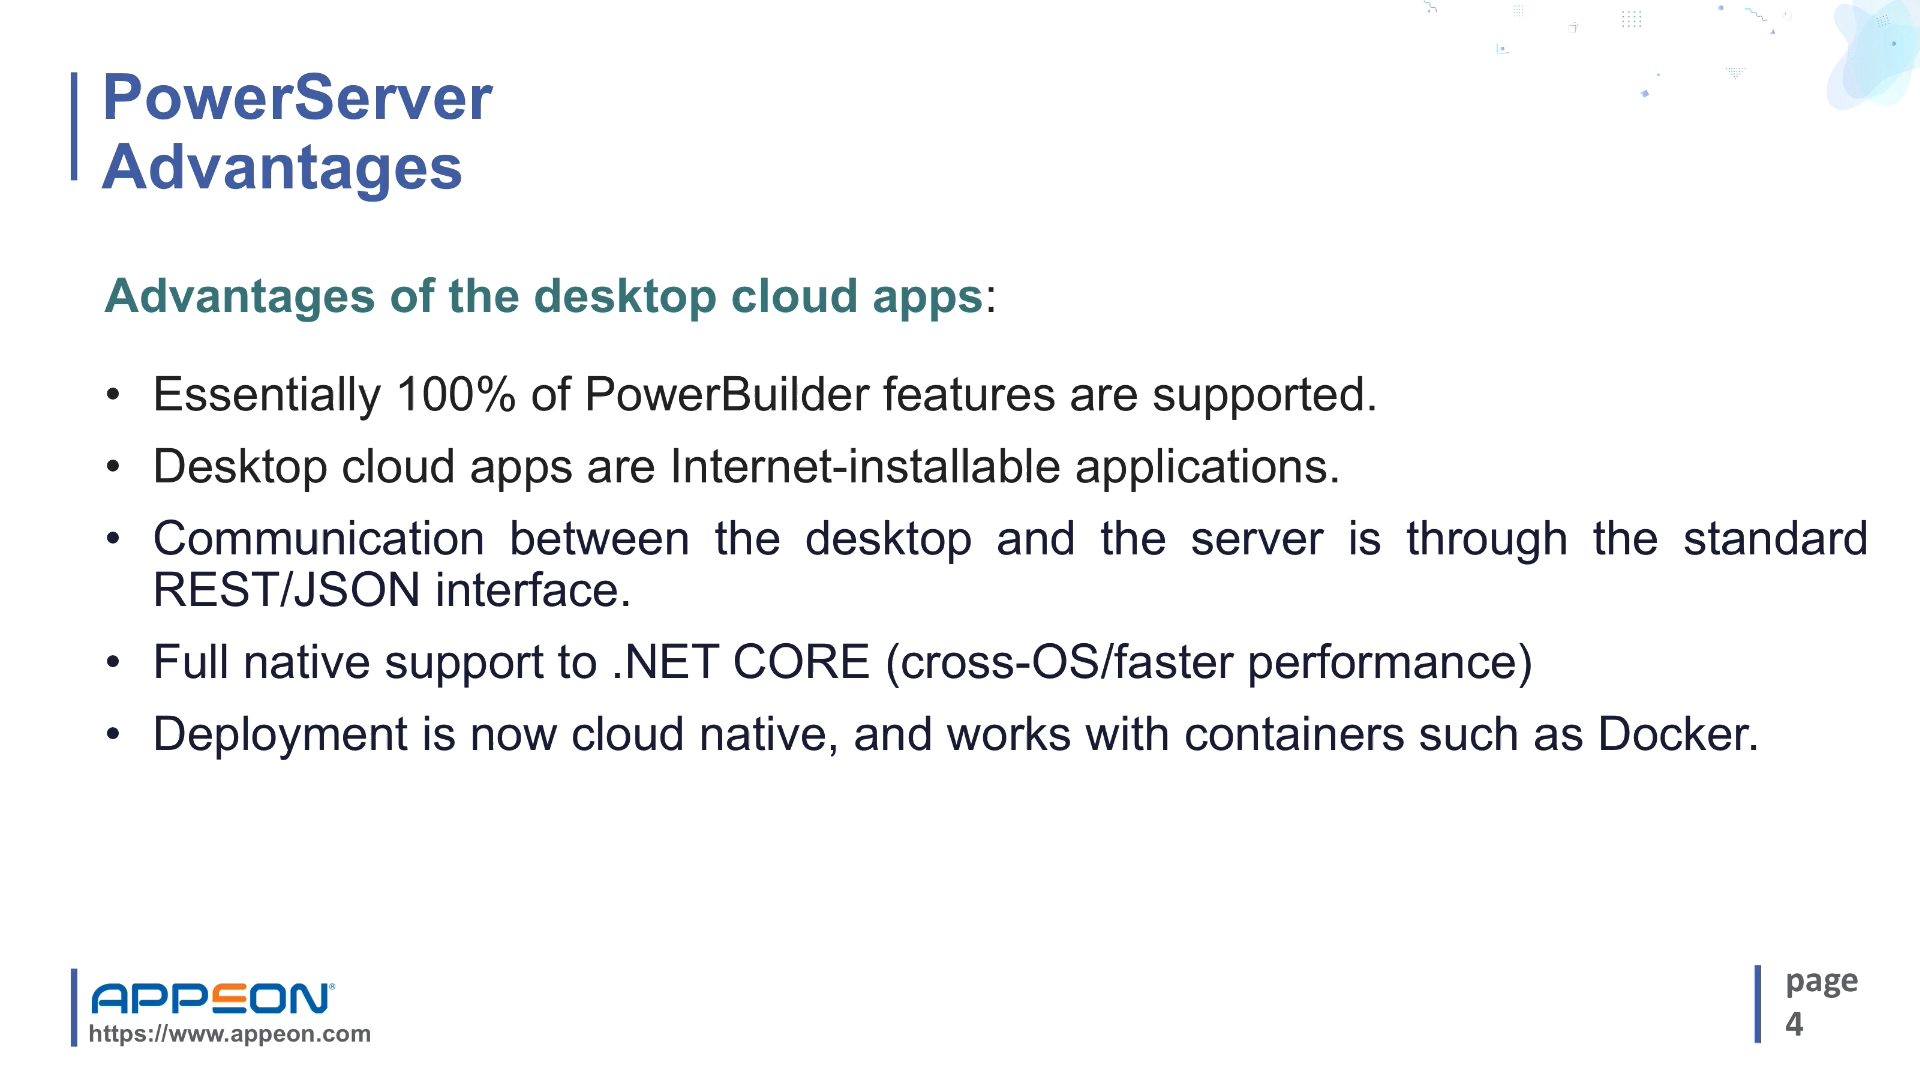 PowerServer
Advantages
Advantages of the desktop cloud apps:
• Essentially 100% of PowerBuilder features are supported.
• Desktop cloud apps are Internet-installable applications.
• Communication between the desktop and the server is through the standard
REST/JSON interface.
• Full native support to .NET CORE (cross-OS/faster performance)
• Deployment is now cloud native, and works with containers such as Docker.
APPEON®
https://www.appeon.com
page
4